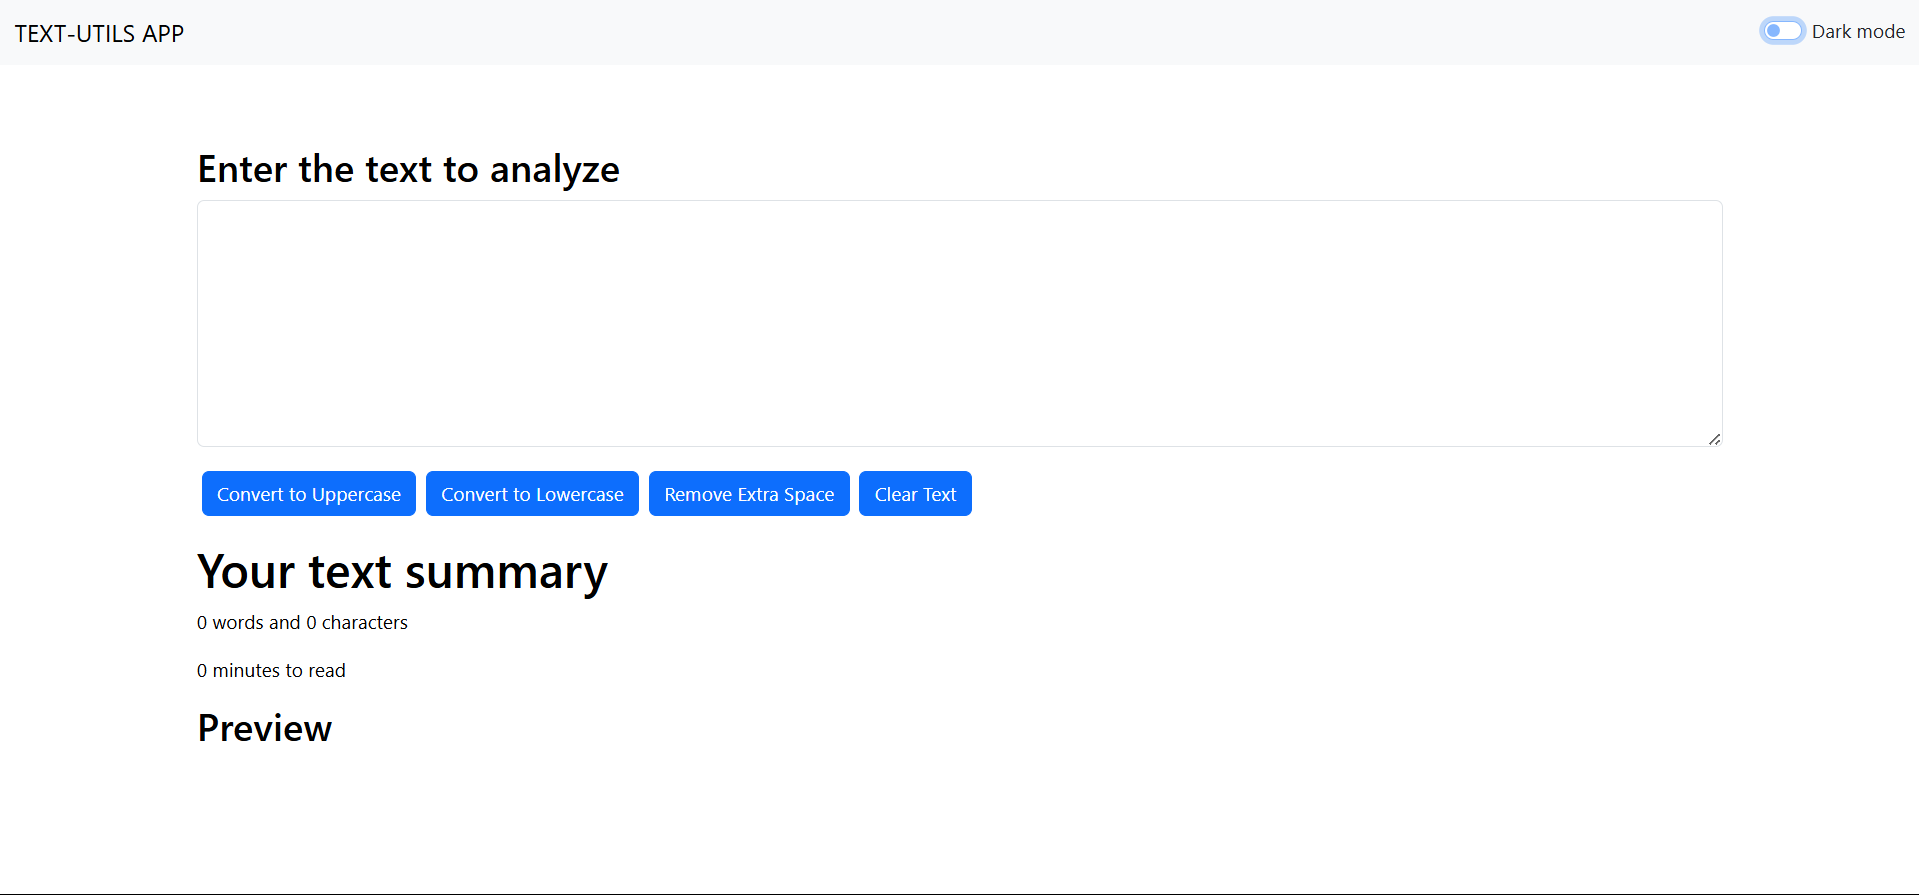 TEXT-UTILS APP
Dark mode
Enter the text to analyze
Convert to Uppercase
Convert to Lowercase
Remove Extra Space
Clear Text
Your text summary
0 words and 0 characters
0 minutes to read
Preview